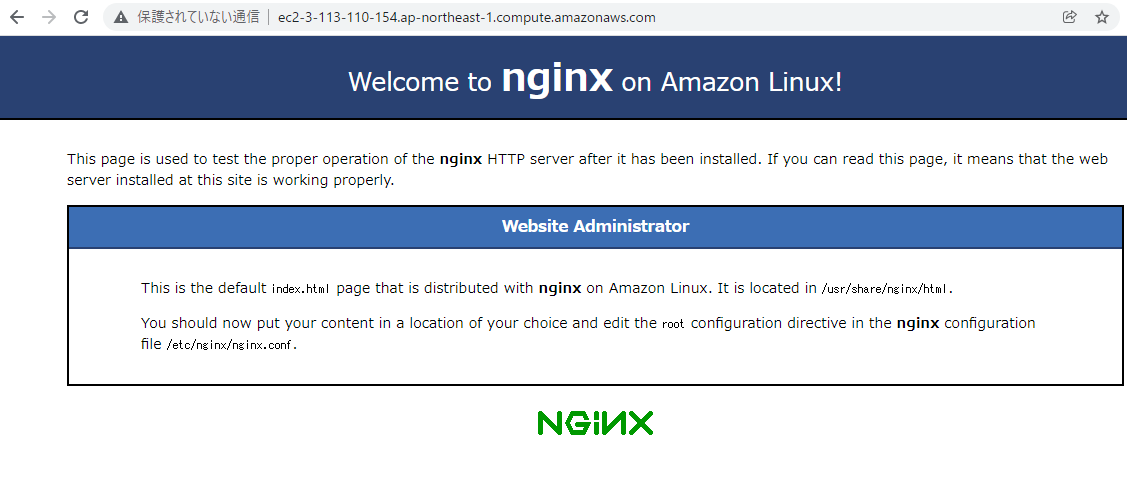 保護されていない通信 ec2-3-113-110-154.ap-northeast-1.compute.amazonaws.com
Welcome to nginx on Amazon Linux!
This page is used to test the proper operation of the nginx HTTP server after it has been installed. If you can read this page, it means that the web
server installed at this site is working properly.
Website Administrator
This is the default index.html page that is distributed with nginx on Amazon Linux. It is located in /usr/share/nginx/html.
You should now put your content in a location of your choice and edit the root configuration directive in the nginx configuration
file /etc/nginx/nginx.conf.
NGINX